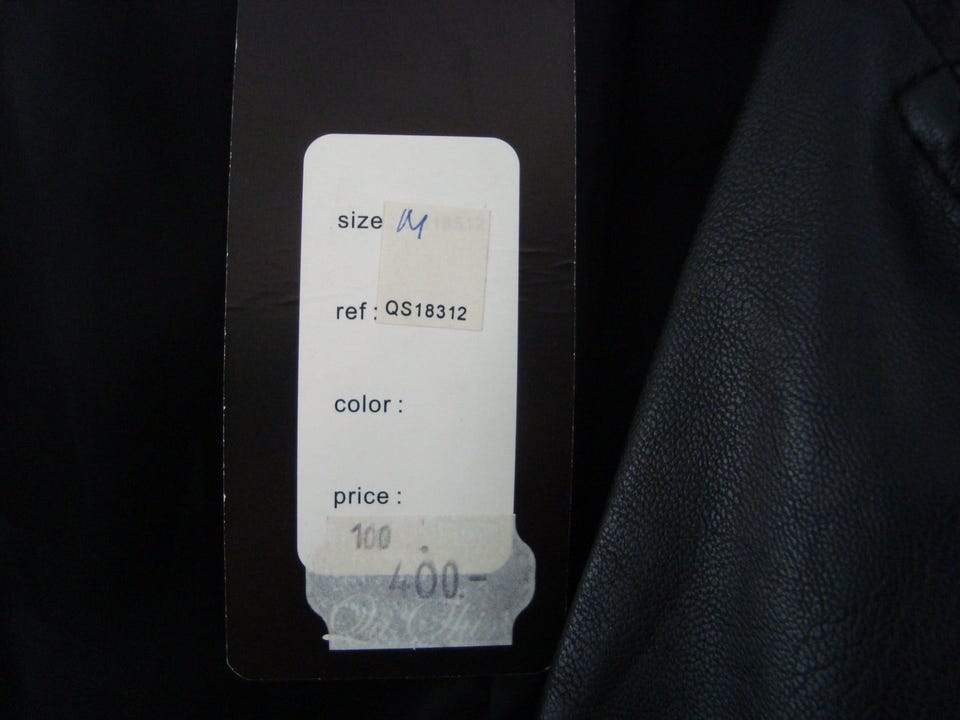 size M
ref : QS18312
color :
price :
100
400.-